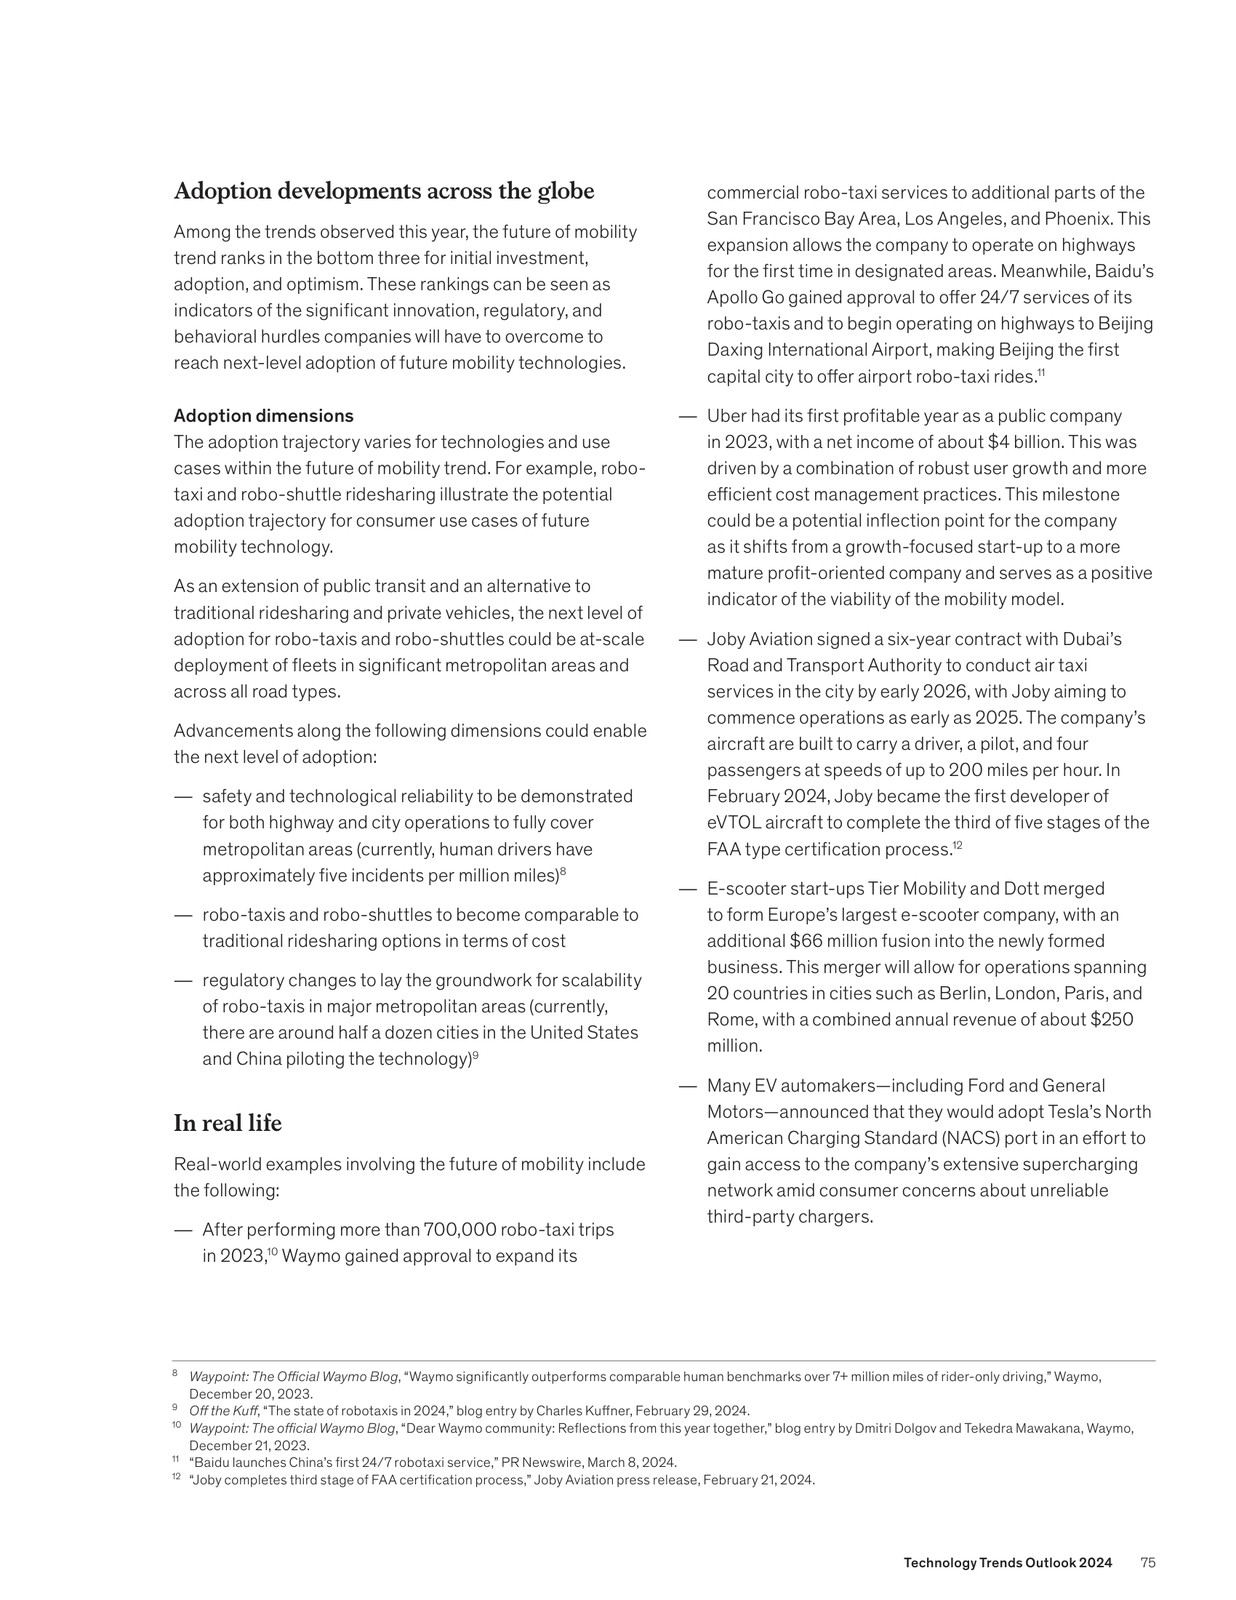 Adoption developments across the globe
Among the trends observed this year, the future of mobility
trend ranks in the bottom three for initial investment,
adoption, and optimism. These rankings can be seen as
indicators of the significant innovation, regulatory, and
behavioral hurdles companies will have to overcome to
reach next-level adoption of future mobility technologies.
Adoption dimensions
The adoption trajectory varies for technologies and use
cases within the future of mobility trend. For example, robo-
taxi and robo-shuttle ridesharing illustrate the potential
adoption trajectory for consumer use cases of future
mobility technology.
As an extension of public transit and an alternative to
traditional ridesharing and private vehicles, the next level of
adoption for robo-taxis and robo-shuttles could be at-scale
deployment of fleets in significant metropolitan areas and
across all road types.
Advancements along the following dimensions could enable
the next level of adoption:
— safety and technological reliability to be demonstrated
for both highway and city operations to fully cover
metropolitan areas (currently, human drivers have
approximately five incidents per million miles)⁸
— robo-taxis and robo-shuttles to become comparable to
traditional ridesharing options in terms of cost
— regulatory changes to lay the groundwork for scalability
of robo-taxis in major metropolitan areas (currently,
there are around half a dozen cities in the United States
and China piloting the technology)⁹
In real life
Real-world examples involving the future of mobility include
the following:
— After performing more than 700,000 robo-taxi trips
in 2023,¹⁰ Waymo gained approval to expand its
commercial robo-taxi services to additional parts of the
San Francisco Bay Area, Los Angeles, and Phoenix. This
expansion allows the company to operate on highways
for the first time in designated areas. Meanwhile, Baidu’s
Apollo Go gained approval to offer 24/7 services of its
robo-taxis and to begin operating on highways to Beijing
Daxing International Airport, making Beijing the first
capital city to offer airport robo-taxi rides.¹¹
— Uber had its first profitable year as a public company
in 2023, with a net income of about $4 billion. This was
driven by a combination of robust user growth and more
efficient cost management practices. This milestone
could be a potential inflection point for the company
as it shifts from a growth-focused start-up to a more
mature profit-oriented company and serves as a positive
indicator of the viability of the mobility model.
— Joby Aviation signed a six-year contract with Dubai’s
Road and Transport Authority to conduct air taxi
services in the city by early 2026, with Joby aiming to
commence operations as early as 2025. The company’s
aircraft are built to carry a driver, a pilot, and four
passengers at speeds of up to 200 miles per hour. In
February 2024, Joby became the first developer of
eVTOL aircraft to complete the third of five stages of the
FAA type certification process.¹²
— E-scooter start-ups Tier Mobility and Dott merged
to form Europe’s largest e-scooter company, with an
additional $66 million fusion into the newly formed
business. This merger will allow for operations spanning
20 countries in cities such as Berlin, London, Paris, and
Rome, with a combined annual revenue of about $250
million.
— Many EV automakers—including Ford and General
Motors—announced that they would adopt Tesla’s North
American Charging Standard (NACS) port in an effort to
gain access to the company’s extensive supercharging
network amid consumer concerns about unreliable
third-party chargers.
⁸ Waypoint: The Official Waymo Blog, “Waymo significantly outperforms comparable human benchmarks over 7+ million miles of rider-only driving,” Waymo,
December 20, 2023.
⁹ Off the Kuff, “The state of robotaxis in 2024,” blog entry by Charles Kuffner, February 29, 2024.
¹⁰ Waypoint: The official Waymo Blog, “Dear Waymo community: Reflections from this year together,” blog entry by Dmitri Dolgov and Tekedra Mawakana, Waymo,
December 21, 2023.
¹¹ “Baidu launches China’s first 24/7 robotaxi service,” PR Newswire, March 8, 2024.
¹² “Joby completes third stage of FAA certification process,” Joby Aviation press release, February 21, 2024.
Technology Trends Outlook 2024 75